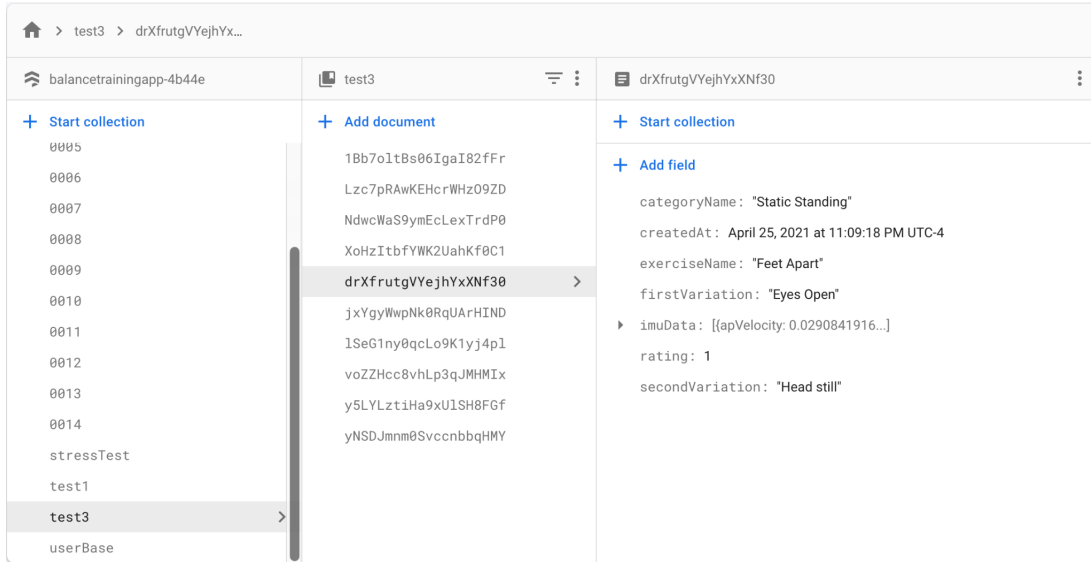 test3 drXfrutgVYejhYx…
balancetrainingapp-4b44e
Start collection
0005
0006
0007
0008
0009
0010
0011
0012
0013
0014
stressTest
test1
test3
userBase
test3
Add document
1Bb7oltBs06IgaI82fFr
Lzc7pRAwKEHcrWHzO9ZD
NdwcWaS9ymEcLexTrdP0
XoHzItbfYWK2UahKf0C1
drXfrutgVYejhYxXNf30
jxYgyWwpNk0RqUArHIND
lSeG1ny0qcLo9K1yj4pl
voZZHcc8vhLp3qJMHMIx
y5LYLztiHa9xUlSH8FGf
yNSDJmnm0SvccnbbqHMY
drXfrutgVYejhYxXNf30
Start collection
Add field
categoryName: "Static Standing"
createdAt: April 25, 2021 at 11:09:18 PM UTC-4
exerciseName: "Feet Apart"
firstVariation: "Eyes Open"
imuData: [{apVelocity: 0.0290841916...]
rating: 1
secondVariation: "Head still"